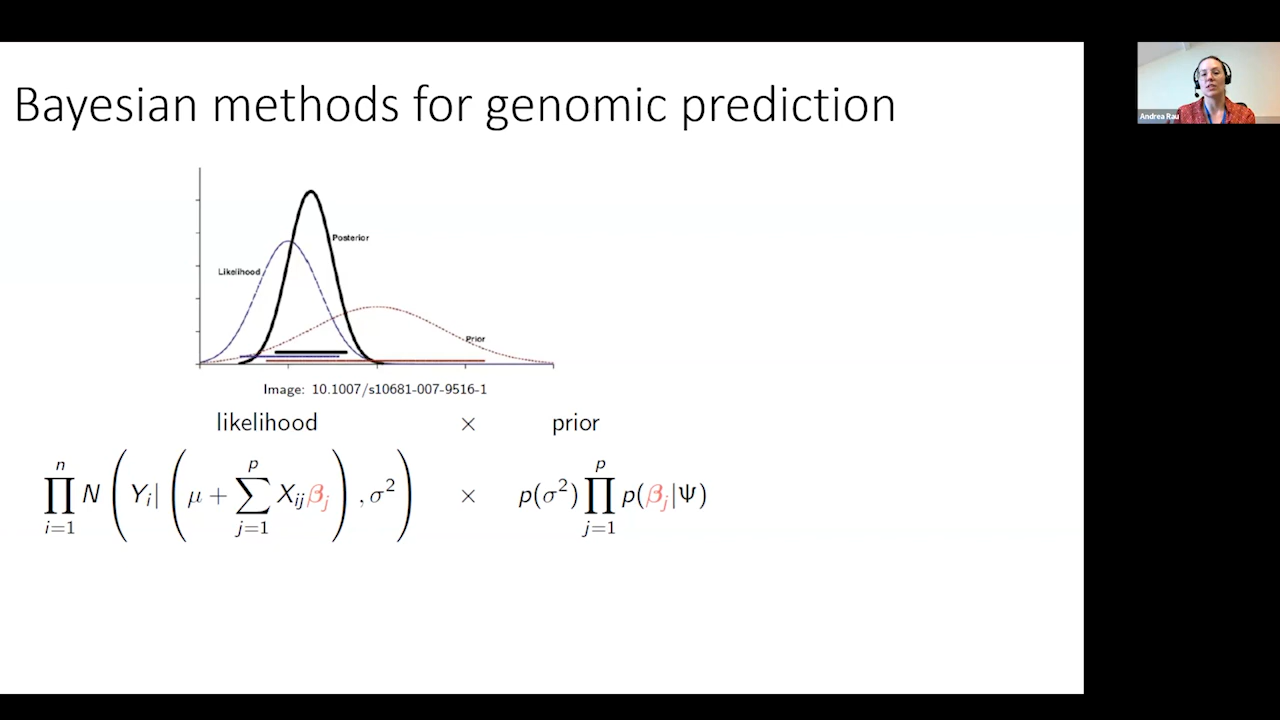 Bayesian methods for genomic prediction
Andrea Rau
Posterior
Likelihood
Prior
Image: 10.1007/s10681-007-9516-1
likelihood × prior
∏_{i=1}^{n} N ( Y_i | ( μ + ∑_{j=1}^{p} X_{ij} β_j ) , σ² ) × p(σ²) ∏_{j=1}^{p} p(β_j|Ψ)